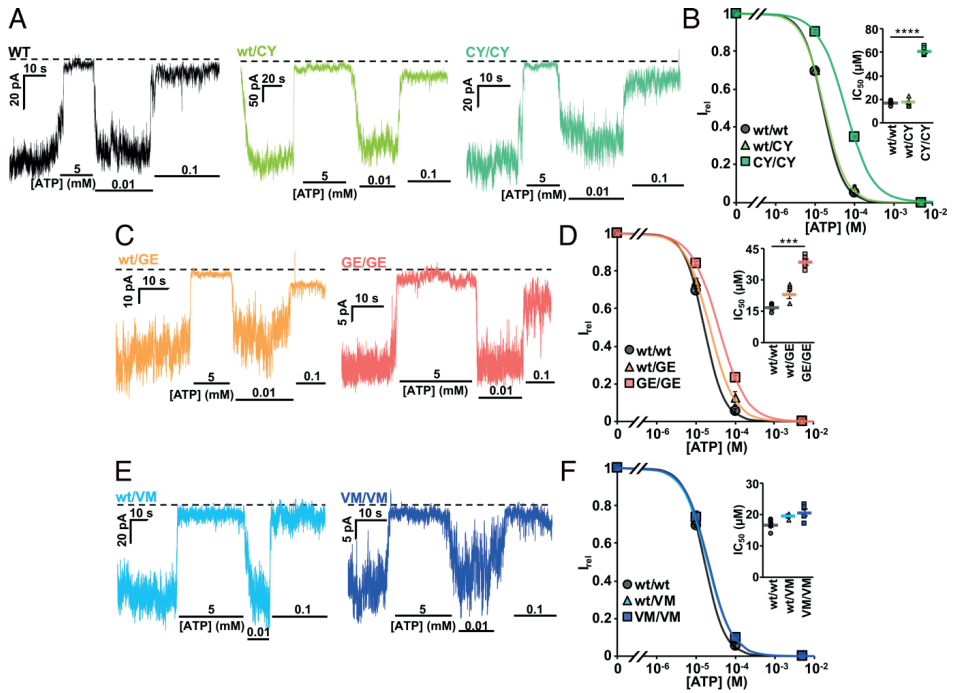 A
WT
10 s
20 pA
5
[ATP] (mM)
0.01
0.1
wt/CY
20 s
50 pA
5
[ATP] (mM)
0.01
0.1
CY/CY
10 s
20 pA
5
[ATP] (mM)
0.01
0.1
B
1
0.8
0.6
0.4
0.2
0
I rel
wt/wt
wt/CY
CY/CY
0 10-6 10-5 10-4 10-3 10-2
[ATP] (M)
80
60
40
20
0
IC50 (µM)
****
wt/wt
wt/CY
CY/CY
C
wt/GE
10 s
10 pA
5
[ATP] (mM)
0.01
0.1
GE/GE
10 s
5 pA
5
[ATP] (mM)
0.01
0.1
D
1
0.8
0.6
0.4
0.2
0
I rel
wt/wt
wt/GE
GE/GE
0 10-6 10-5 10-4 10-3 10-2
[ATP] (M)
45
30
15
0
IC50 (µM)
***
wt/wt
wt/GE
GE/GE
E
wt/VM
10 s
20 pA
5
[ATP] (mM)
0.01
0.1
VM/VM
10 s
5 pA
5
[ATP] (mM)
0.01
0.1
F
1
0.8
0.6
0.4
0.2
0
I rel
wt/wt
wt/VM
VM/VM
0 10-6 10-5 10-4 10-3 10-2
[ATP] (M)
30
20
10
0
IC50 (µM)
wt/wt
wt/VM
VM/VM